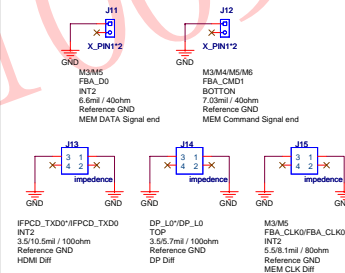 J11
J12
X_PIN1*2
X_PIN1*2
GND
GND
M3/M5
FBA_D0
INT2
6.6mil / 40ohm
Reference GND
MEM DATA Signal end
M3/M4/M5/M6
FBA_CMD1
BOTTON
7.03mil / 40ohm
Reference GND
MEM Command Signal end
J13
J14
J15
3 1
4 2
3 1
4 2
3 1
4 2
impedence
impedence
impedence
GND
GND
GND
GND
GND
IFPCD_TXD0*/IFPCD_TXD0
INT2
3.5/10.5mil / 100ohm
Reference GND
HDMI Diff
DP_L0*/DP_L0
TOP
3.5/5.7mil / 100ohm
Reference GND
DP Diff
M3/M5
FBA_CLK0/FBA_CLK0
INT2
5.5/8.1mil / 80ohm
Reference GND
MEM CLK Diff